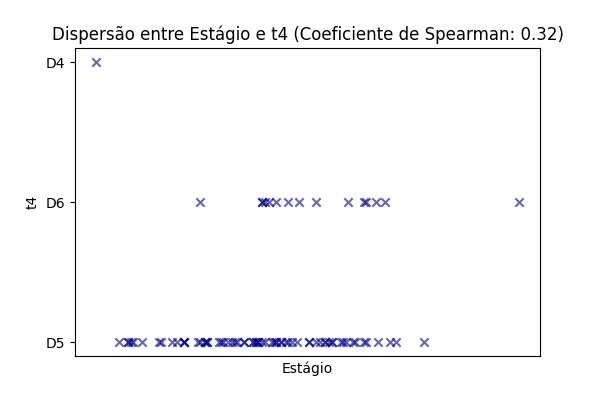 Dispersão entre Estágio e t4 (Coeficiente de Spearman: 0.32)
D4
D6
D5
t4
Estágio